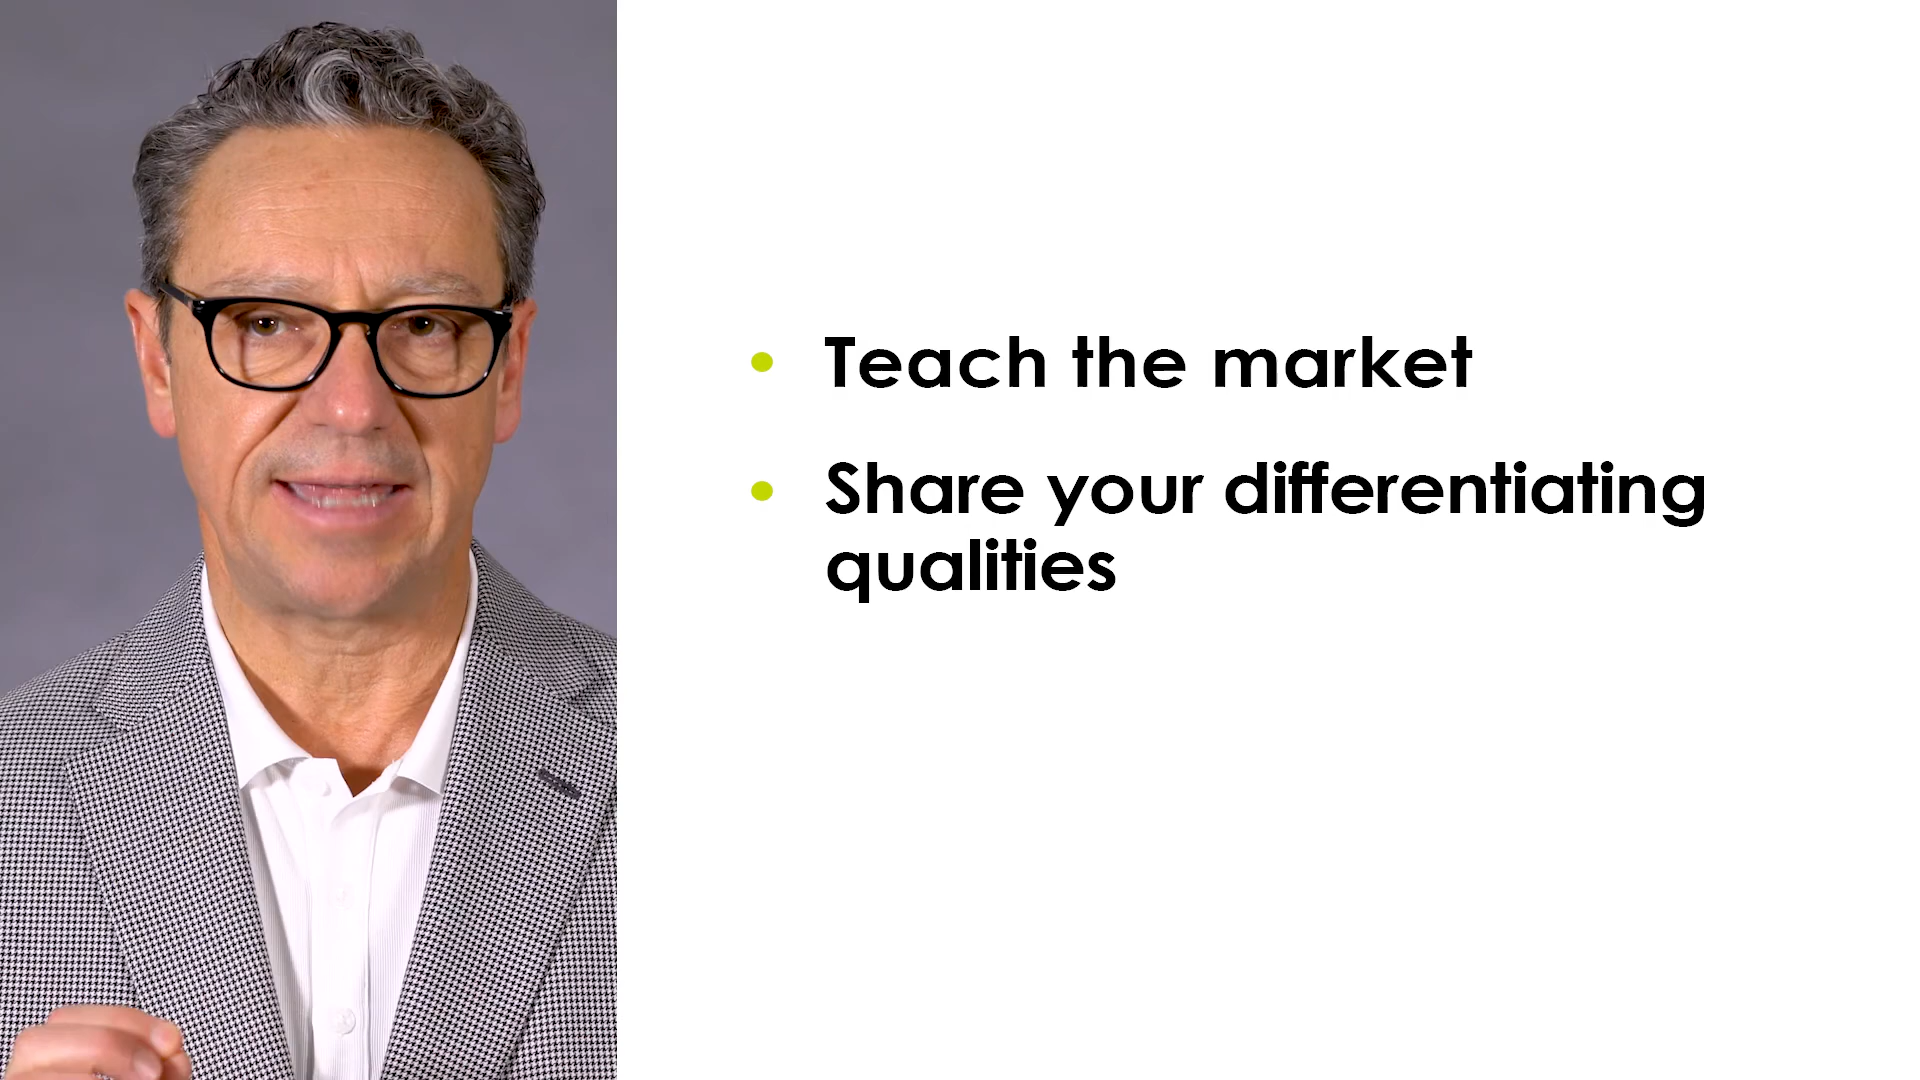 • Teach the market
• Share your differentiating
qualities